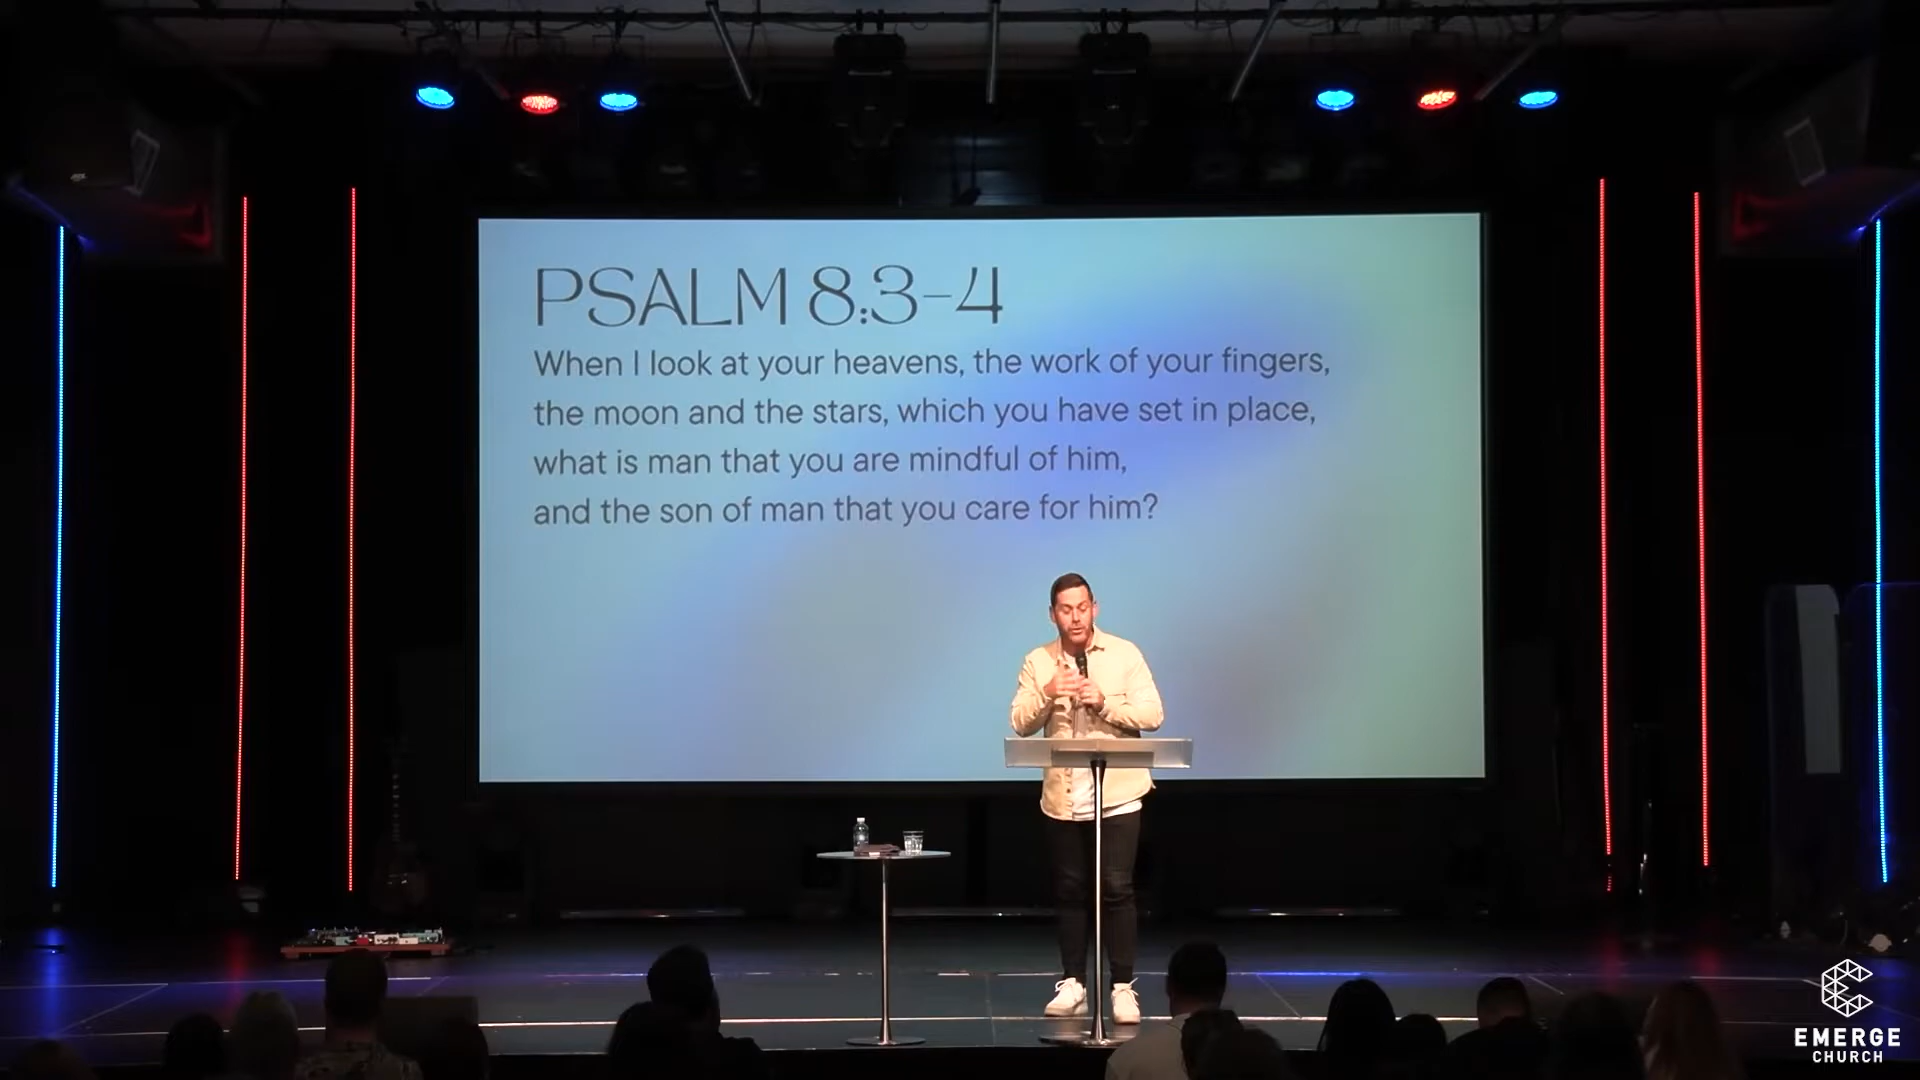 PSALM 8:3-4
When I look at your heavens, the work of your fingers,
the moon and the stars, which you have set in place,
what is man that you are mindful of him,
and the son of man that you care for him?
EMERGE
CHURCH